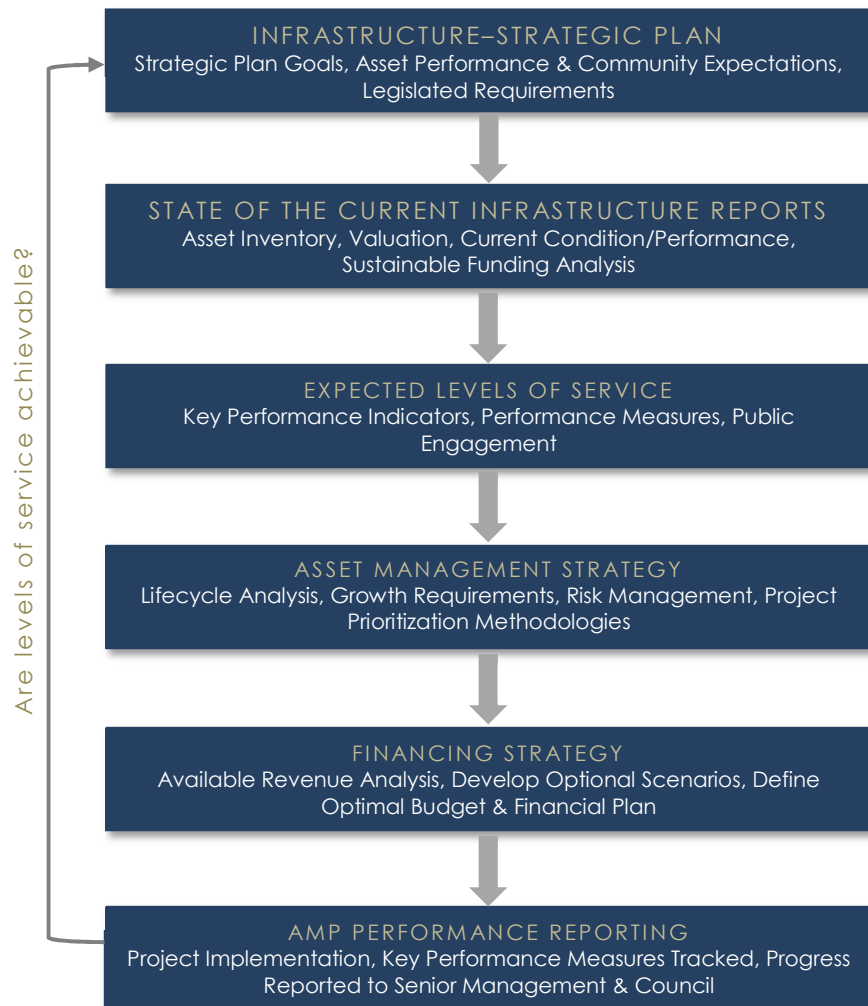 INFRASTRUCTURE–STRATEGIC PLAN
Strategic Plan Goals, Asset Performance & Community Expectations,
Legislated Requirements
STATE OF THE CURRENT INFRASTRUCTURE REPORTS
Asset Inventory, Valuation, Current Condition/Performance,
Sustainable Funding Analysis
EXPECTED LEVELS OF SERVICE
Key Performance Indicators, Performance Measures, Public
Engagement
ASSET MANAGEMENT STRATEGY
Lifecycle Analysis, Growth Requirements, Risk Management, Project
Prioritization Methodologies
FINANCING STRATEGY
Available Revenue Analysis, Develop Optional Scenarios, Define
Optimal Budget & Financial Plan
AMP PERFORMANCE REPORTING
Project Implementation, Key Performance Measures Tracked, Progress
Reported to Senior Management & Council
Are levels of service achievable?